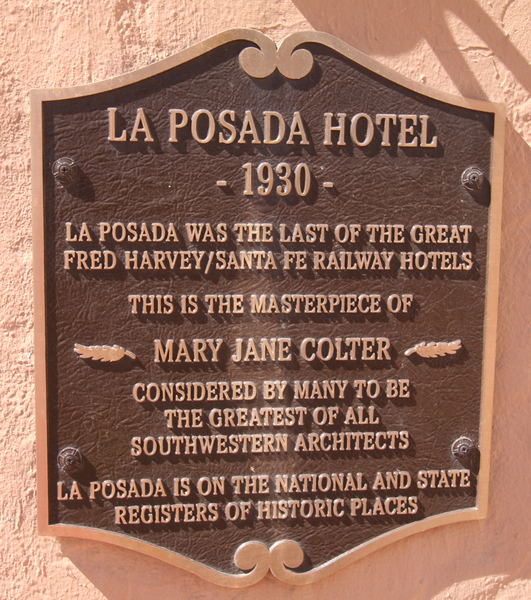 LA POSADA HOTEL
- 1930 -
LA POSADA WAS THE LAST OF THE GREAT
FRED HARVEY/SANTA FE RAILWAY HOTELS
THIS IS THE MASTERPIECE OF
MARY JANE COLTER
CONSIDERED BY MANY TO BE
THE GREATEST OF ALL
SOUTHWESTERN ARCHITECTS
LA POSADA IS ON THE NATIONAL AND STATE
REGISTERS OF HISTORIC PLACES